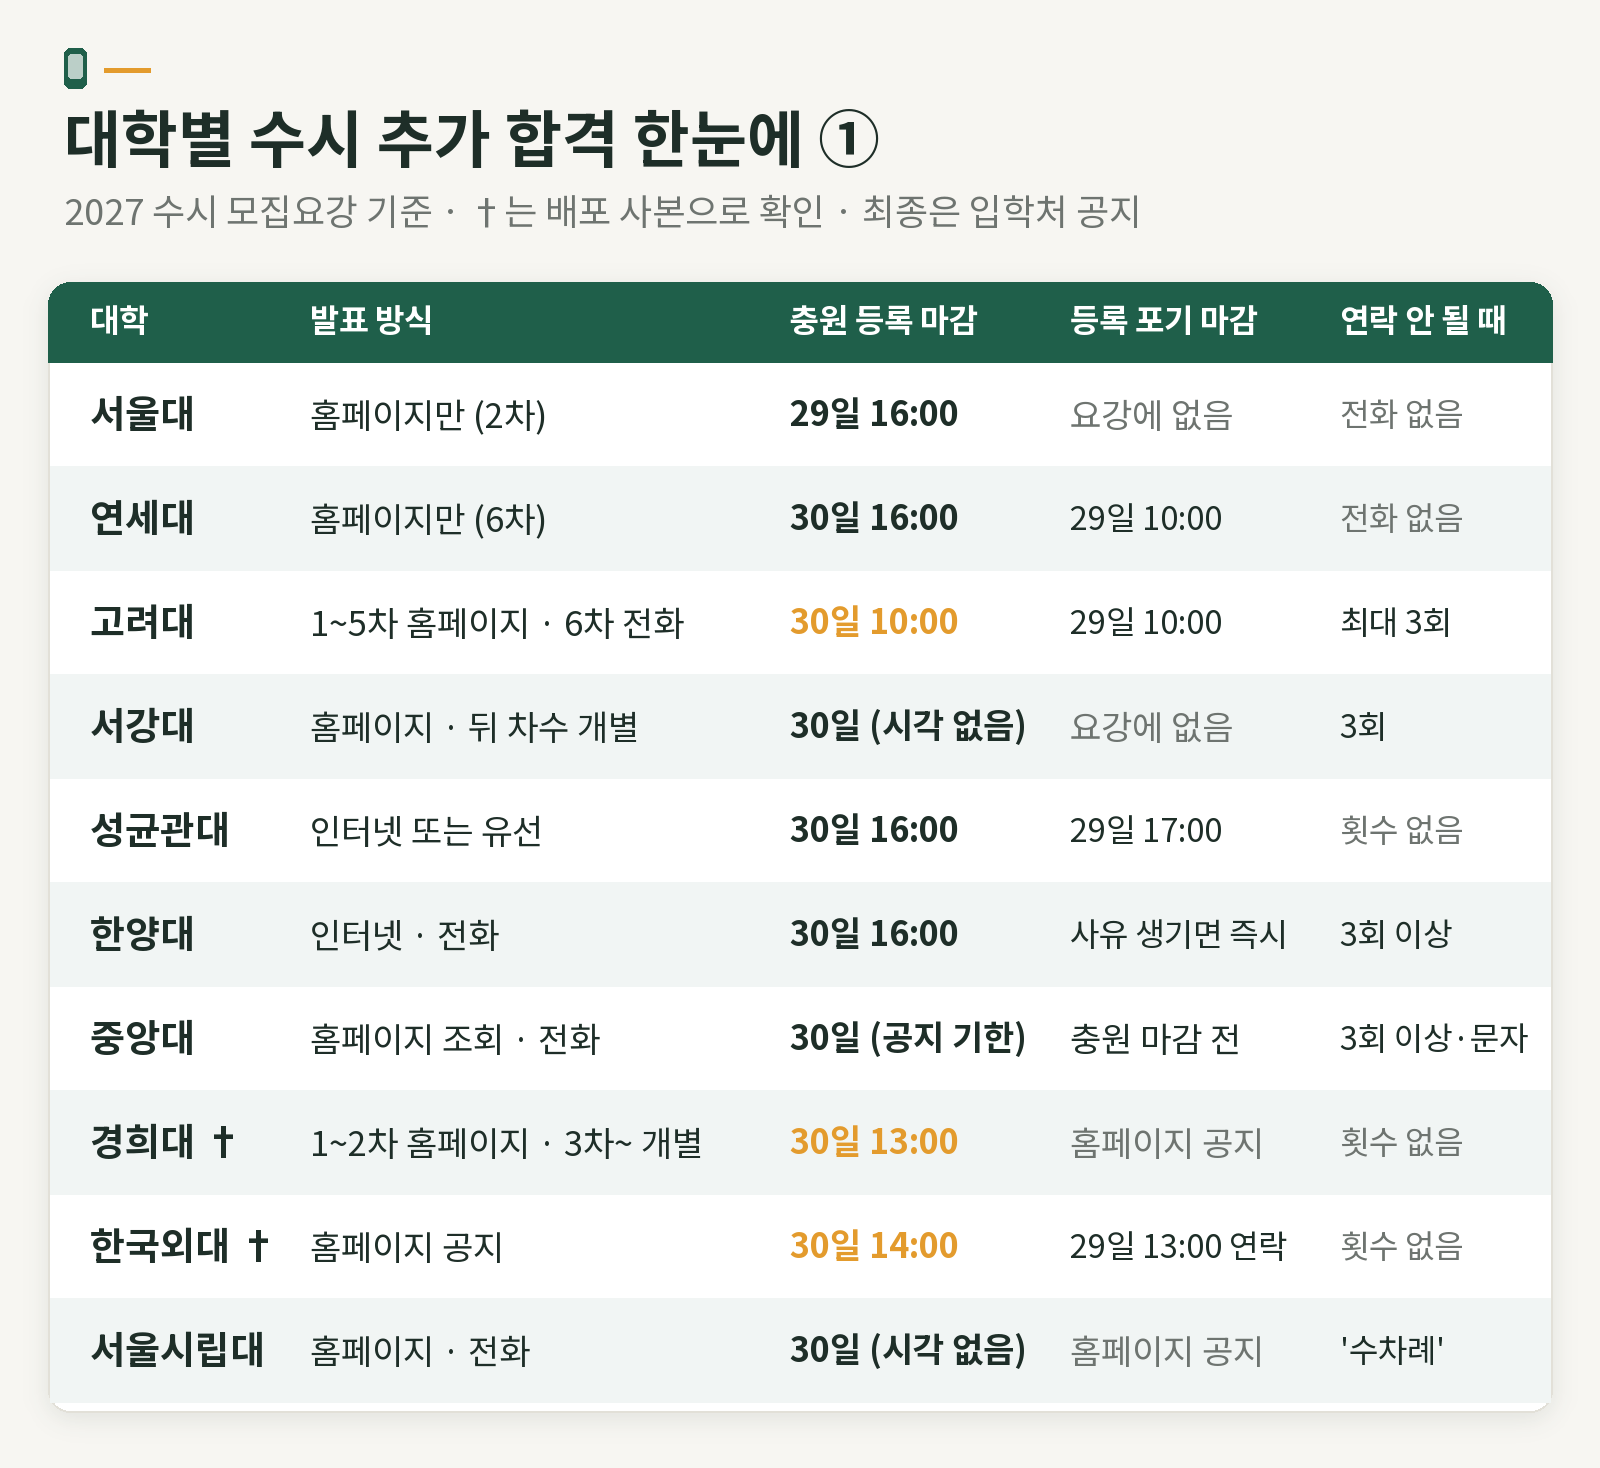 대학별 수시 추가 합격 한눈에 ①
2027 수시 모집요강 기준 · †는 배포 사본으로 확인 · 최종은 입학처 공지
대학 발표 방식 충원 등록 마감 등록 포기 마감 연락 안 될 때
서울대 홈페이지만 (2차) 29일 16:00 요강에 없음 전화 없음
연세대 홈페이지만 (6차) 30일 16:00 29일 10:00 전화 없음
고려대 1~5차 홈페이지 · 6차 전화 30일 10:00 29일 10:00 최대 3회
서강대 홈페이지 · 뒤 차수 개별 30일 (시각 없음) 요강에 없음 3회
성균관대 인터넷 또는 유선 30일 16:00 29일 17:00 횟수 없음
한양대 인터넷 · 전화 30일 16:00 사유 생기면 즉시 3회 이상
중앙대 홈페이지 조회 · 전화 30일 (공지 기한) 충원 마감 전 3회 이상·문자
경희대 † 1~2차 홈페이지 · 3차~ 개별 30일 13:00 홈페이지 공지 횟수 없음
한국외대 † 홈페이지 공지 30일 14:00 29일 13:00 연락 횟수 없음
서울시립대 홈페이지 · 전화 30일 (시각 없음) 홈페이지 공지 '수차례'